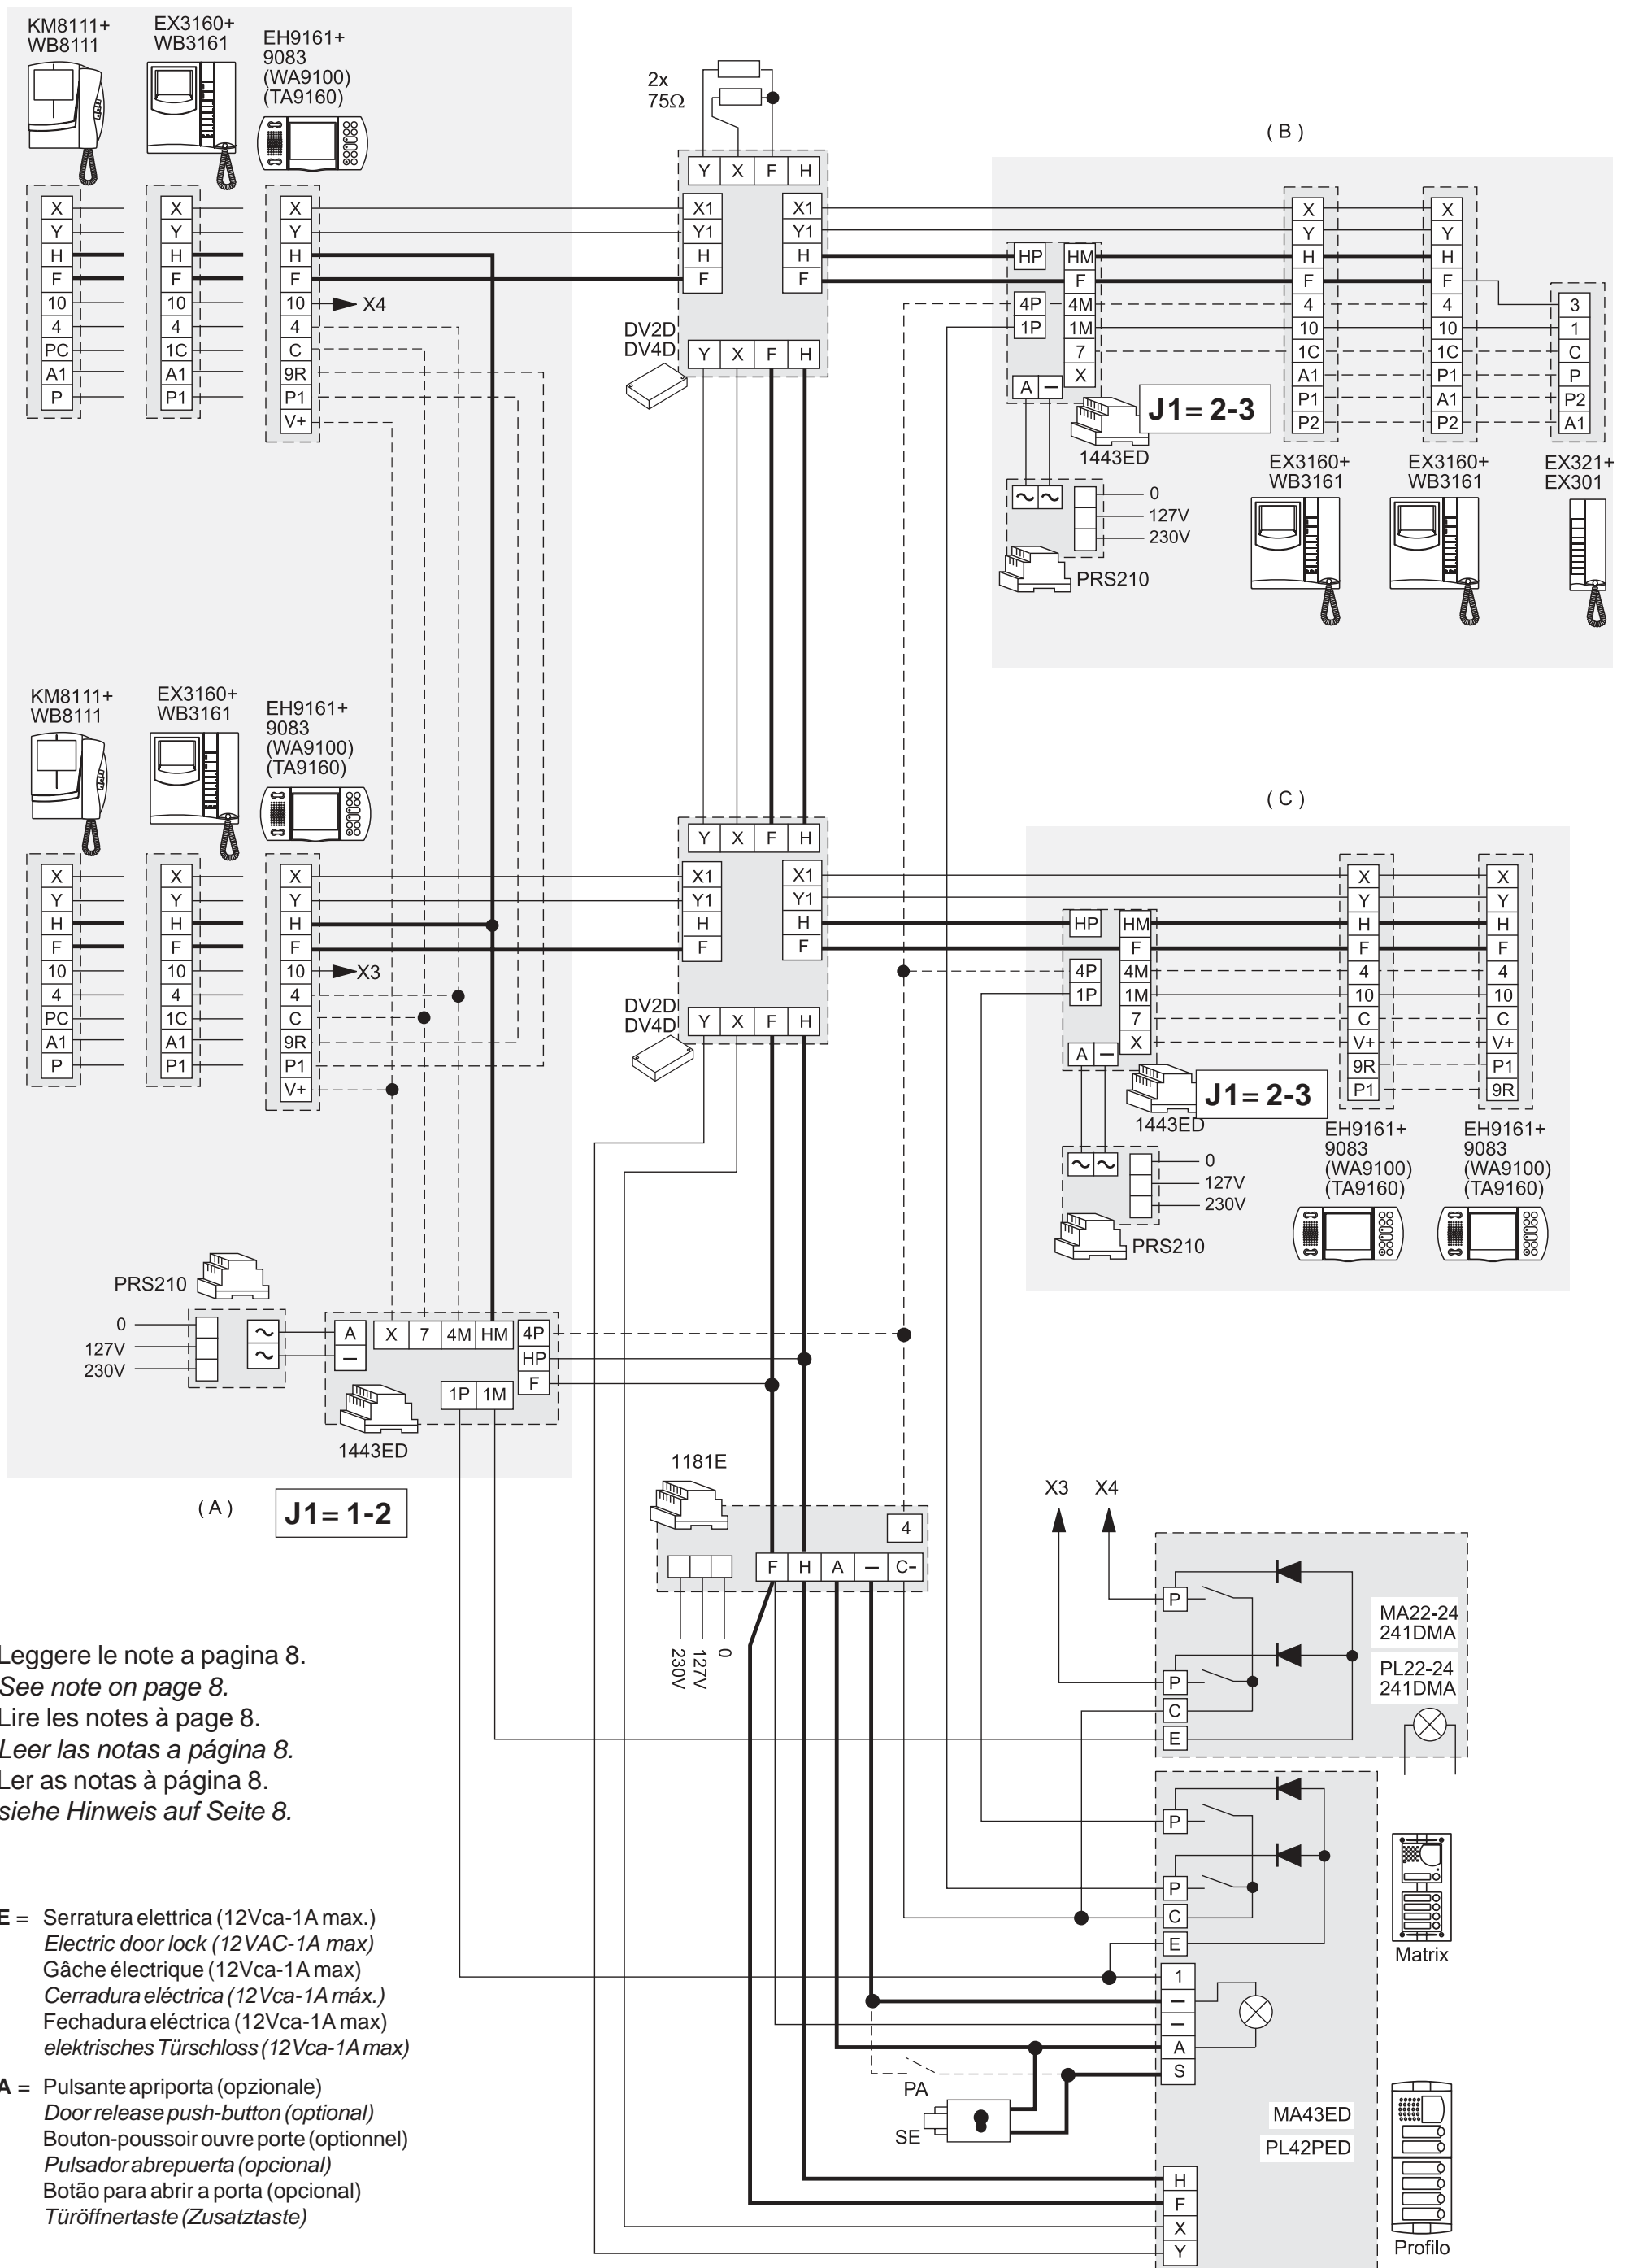 KM8111+
WB8111
EX3160+
WB3161
EH9161+
9083
(WA9100)
(TA9160)
2x
75Ω
( B )
Y X F H
X
Y
H
F
10
4
PC
A1
P
X
Y
H
F
10
4
1C
A1
P1
X
Y
H
F
10
4
C
9R
P1
V+
X4
X1
Y1
H
F
X1
Y1
H
F
DV2D
DV4D
Y X F H
HP
4P
1P
HM
F
4M
1M
7
X
A –
1443ED
J1= 2-3
~ ~
0
127V
230V
PRS210
X
Y
H
F
4
10
1C
A1
P1
P2
X
Y
H
F
4
10
1C
P1
A1
P2
3
1
C
P
P2
A1
EX3160+
WB3161
EX3160+
WB3161
EX321+
EX301
KM8111+
WB8111
EX3160+
WB3161
EH9161+
9083
(WA9100)
(TA9160)
( C )
Y X F H
X
Y
H
F
10
4
PC
A1
P
X
Y
H
F
10
4
1C
A1
P1
X
Y
H
F
10
4
C
9R
P1
V+
X3
X1
Y1
H
F
X1
Y1
H
F
DV2D
DV4D
Y X F H
HP
4P
1P
HM
F
4M
1M
7
X
A –
1443ED
J1= 2-3
~ ~
0
127V
230V
PRS210
X
Y
H
F
4
10
C
V+
9R
P1
X
Y
H
F
4
10
C
V+
P1
9R
EH9161+
9083
(WA9100)
(TA9160)
EH9161+
9083
(WA9100)
(TA9160)
PRS210
0
127V
230V
~
~
A
–
X 7 4M HM
4P
HP
F
1P 1M
1443ED
( A )
J1= 1-2
1181E
4
F H A – C-
230V
127V
0
X3 X4
P
P
C
E
MA22-24
241DMA
PL22-24
241DMA
P
P
C
E
1
–
–
A
S
PA
SE
MA43ED
PL42PED
H
F
X
Y
Matrix
Profilo
Leggere le note a pagina 8.
See note on page 8.
Lire les notes à page 8.
Leer las notas a página 8.
Ler as notas à página 8.
siehe Hinweis auf Seite 8.
E = Serratura elettrica (12Vca-1A max.)
Electric door lock (12VAC-1A max)
Gâche électrique (12Vca-1A max)
Cerradura eléctrica (12Vca-1A máx.)
Fechadura eléctrica (12Vca-1A max)
elektrisches Türschloss (12Vca-1A max)
A = Pulsante apriporta (opzionale)
Door release push-button (optional)
Bouton-poussoir ouvre porte (optionnel)
Pulsador abrepuerta (opcional)
Botão para abrir a porta (opcional)
Türöffnertaste (Zusatztaste)